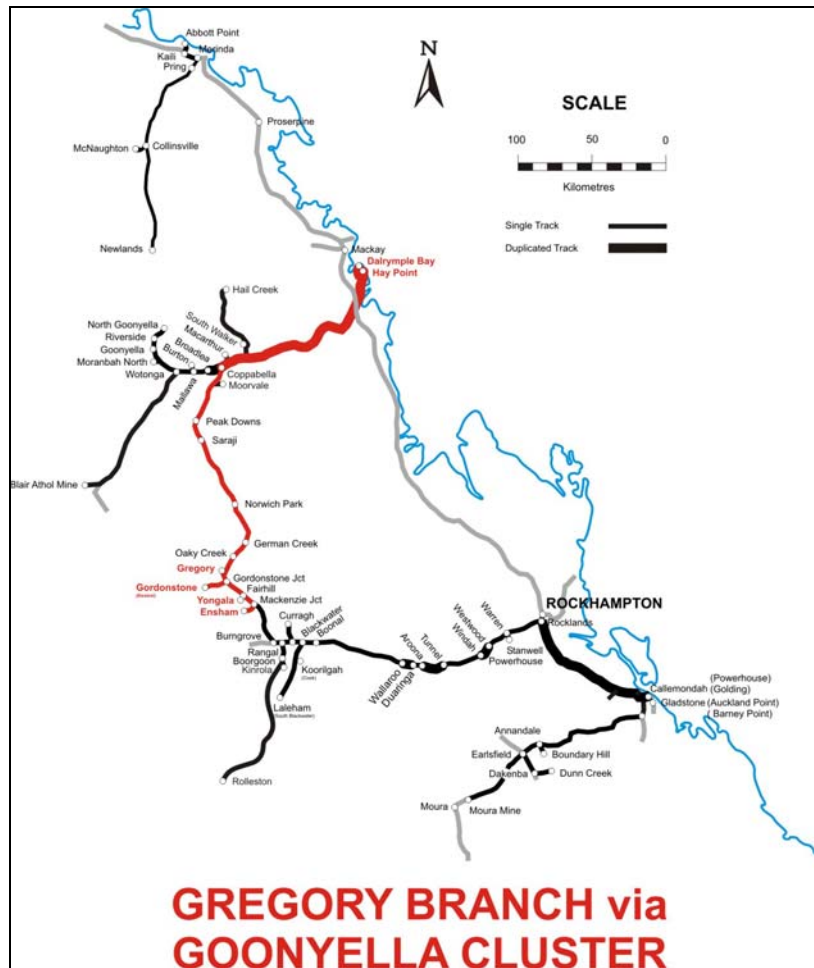 Abbott Point
Kaili
Morinda
Pring
N
SCALE
100 50 0
Kilometres
Single Track
Duplicated Track
Proserpine
McNaughton
Collinsville
Newlands
Mackay
Dalrymple Bay
Hay Point
Hail Creek
North Goonyella
Riverside
Goonyella
Moranbah North
Wotonga
South Walker
Macarthur
Broadlea
Burton
Mallawa
Coppabella
Moorvale
Peak Downs
Saraji
Blair Athol Mine
Norwich Park
German Creek
Oaky Creek
Gregory
Gordonstone Jct
Gordonstone
Fairhill
Yongala
Mackenzie Jct
Ensham
Curragh
Blackwater
Boonal
Burngrove
Rangal
Boorgoon
Kinrola
Koorilgah
(Cook)
Laleham
(South Blackwater)
Rolleston
Wallaroo
Duaringa
Aroona
Tunnel
Windah
Westwood
Warren
Stanwell
Powerhouse
ROCKHAMPTON
Rocklands
Callemondah
(Powerhouse)
(Golding)
Gladstone
(Auckland Point)
( Barney Point)
Annandale
Earlsfield
Boundary Hill
Dakenba
Dunn Creek
Moura
Moura Mine
GREGORY BRANCH via
GOONYELLA CLUSTER